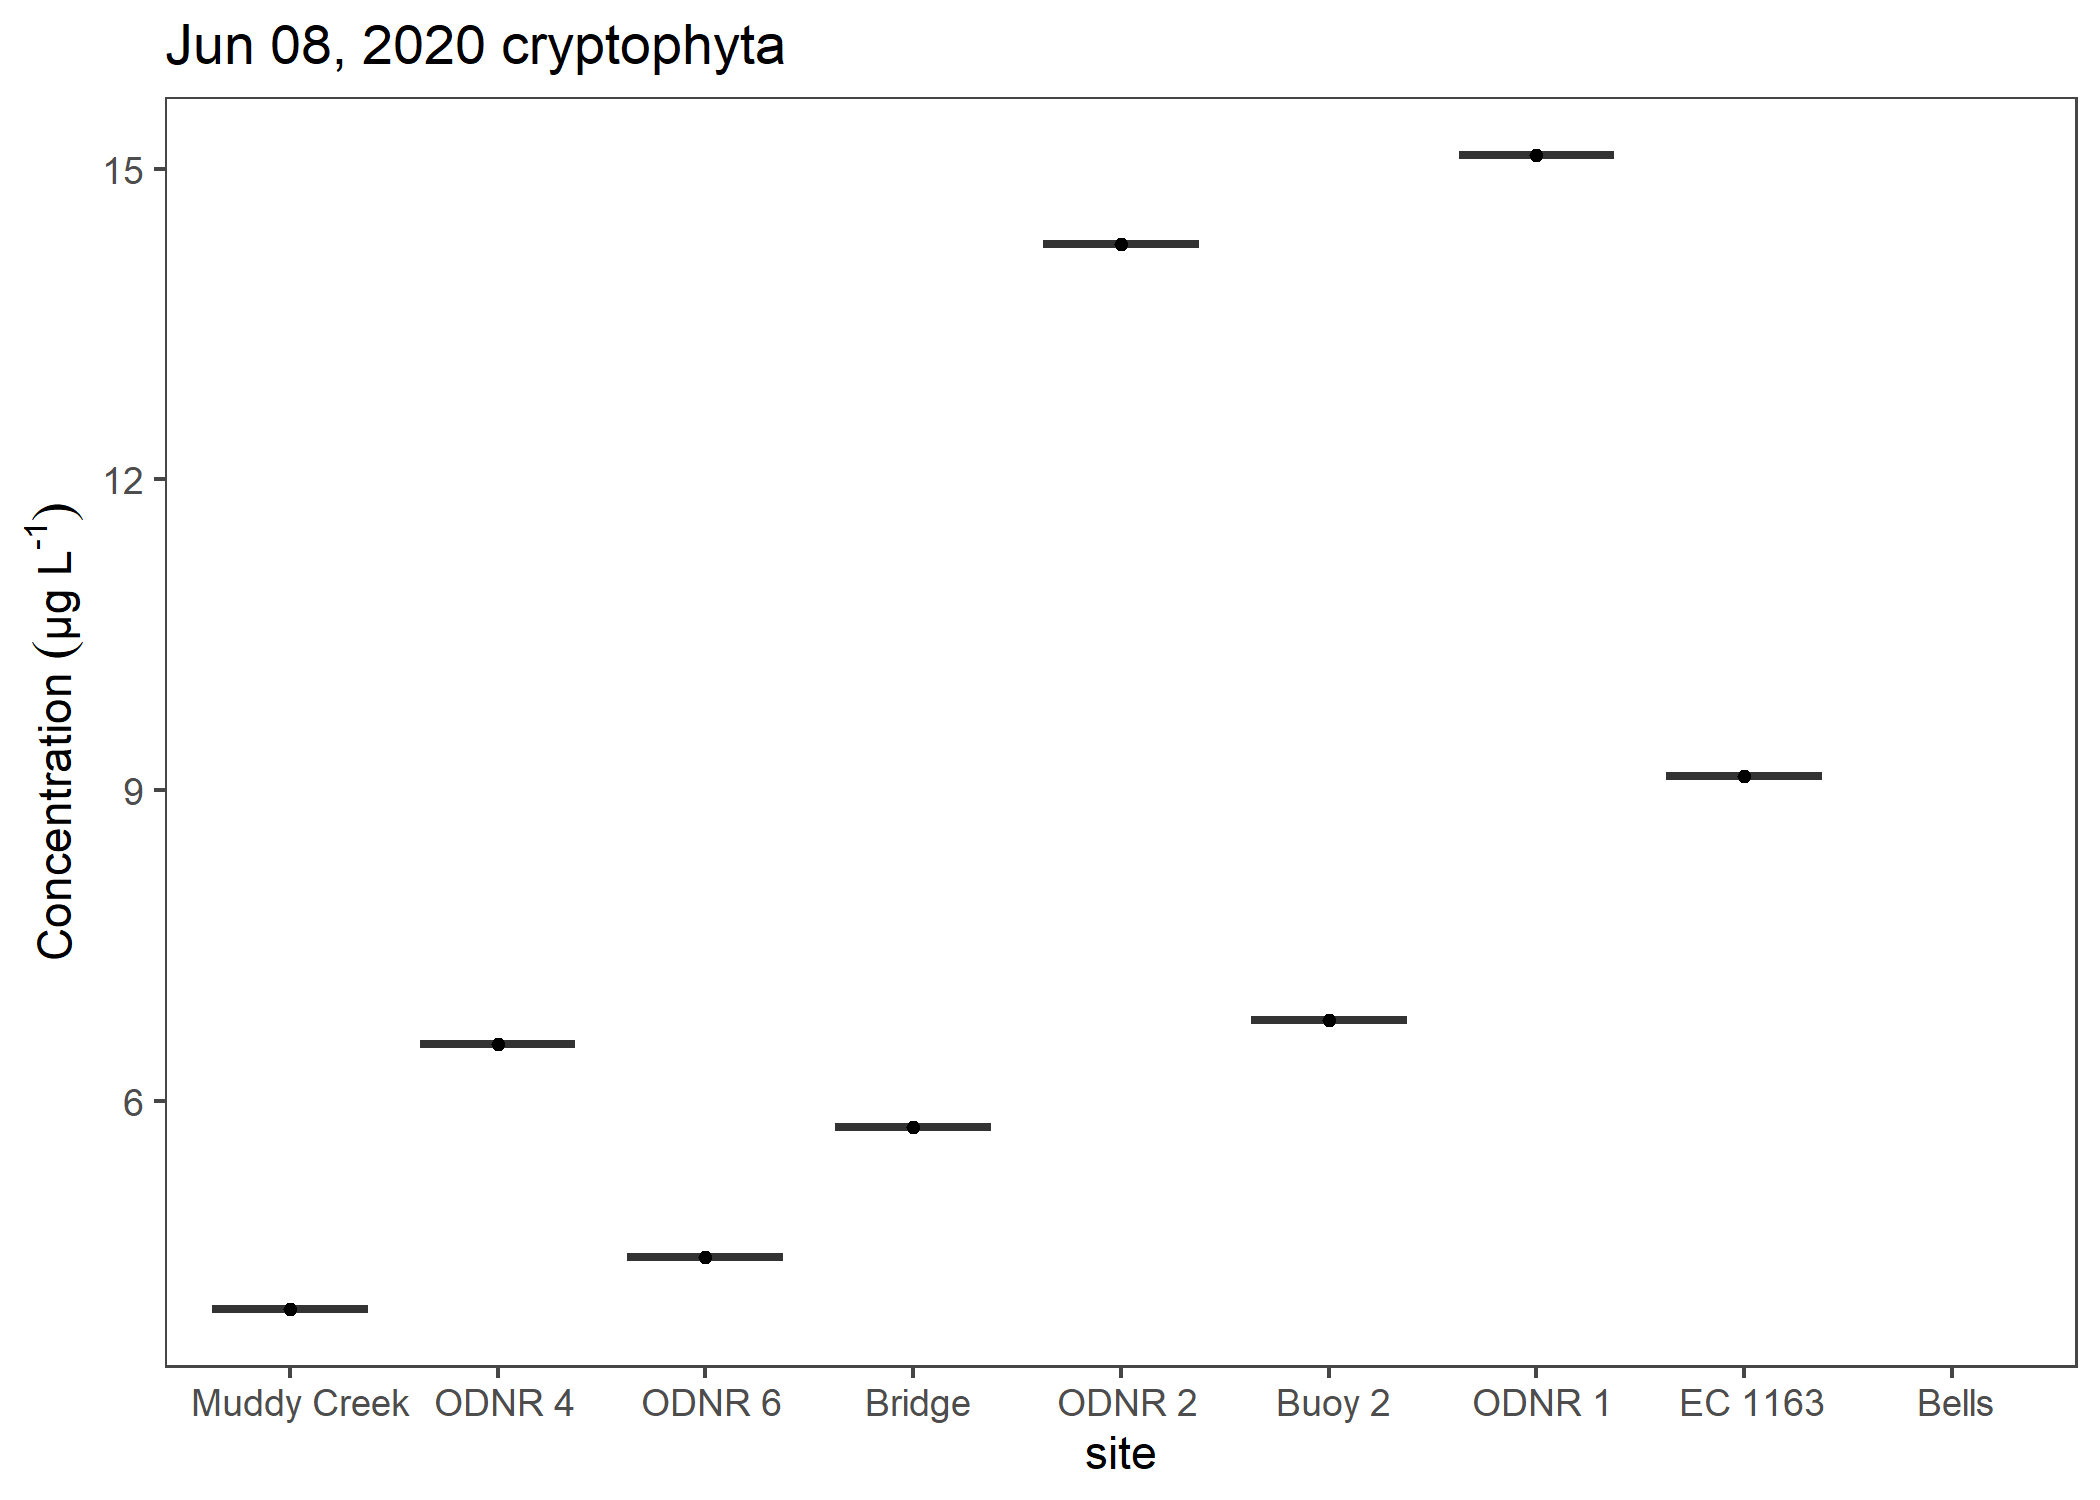 Jun 08, 2020 cryptophyta
15
12
9
6
Concentration (µg L⁻¹)
Muddy Creek ODNR 4 ODNR 6 Bridge ODNR 2 Buoy 2 ODNR 1 EC 1163 Bells
site